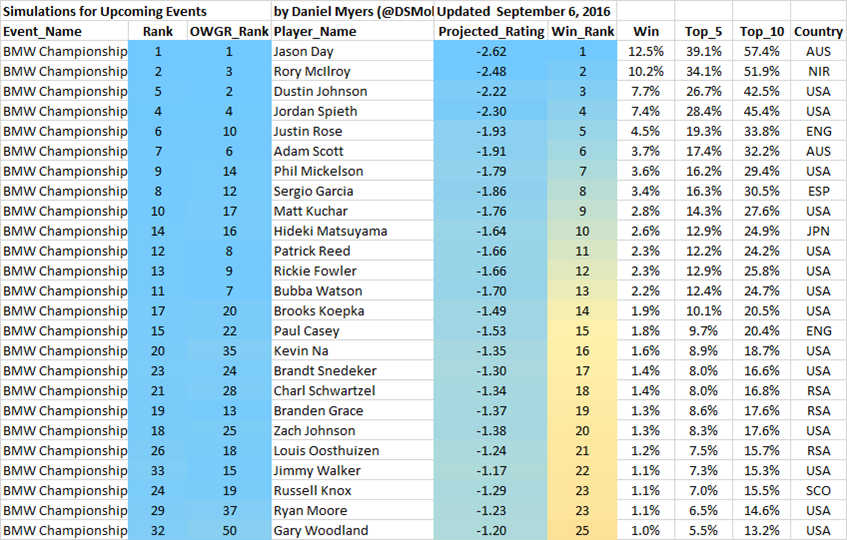 Simulations for Upcoming Events by Daniel Myers (@DSMol Updated September 6, 2016
Event_Name Rank OWGR_Rank Player_Name Projected_Rating Win_Rank Win Top_5 Top_10 Country
BMW Championship 1 1 Jason Day -2.62 1 12.5% 39.1% 57.4% AUS
BMW Championship 2 3 Rory McIlroy -2.48 2 10.2% 34.1% 51.9% NIR
BMW Championship 5 2 Dustin Johnson -2.22 3 7.7% 26.7% 42.5% USA
BMW Championship 4 4 Jordan Spieth -2.30 4 7.4% 28.4% 45.4% USA
BMW Championship 6 10 Justin Rose -1.93 5 4.5% 19.3% 33.8% ENG
BMW Championship 7 6 Adam Scott -1.91 6 3.7% 17.4% 32.2% AUS
BMW Championship 9 14 Phil Mickelson -1.79 7 3.6% 16.2% 29.4% USA
BMW Championship 8 12 Sergio Garcia -1.86 8 3.4% 16.3% 30.5% ESP
BMW Championship 10 17 Matt Kuchar -1.76 9 2.8% 14.3% 27.6% USA
BMW Championship 14 16 Hideki Matsuyama -1.64 10 2.6% 12.9% 24.9% JPN
BMW Championship 12 8 Patrick Reed -1.66 11 2.3% 12.2% 24.2% USA
BMW Championship 13 9 Rickie Fowler -1.66 12 2.3% 12.9% 25.8% USA
BMW Championship 11 7 Bubba Watson -1.70 13 2.2% 12.4% 24.7% USA
BMW Championship 17 20 Brooks Koepka -1.49 14 1.9% 10.1% 20.5% USA
BMW Championship 15 22 Paul Casey -1.53 15 1.8% 9.7% 20.4% ENG
BMW Championship 20 35 Kevin Na -1.35 16 1.6% 8.9% 18.7% USA
BMW Championship 23 24 Brandt Snedeker -1.30 17 1.4% 8.0% 16.6% USA
BMW Championship 21 28 Charl Schwartzel -1.34 18 1.4% 8.0% 16.8% RSA
BMW Championship 19 13 Branden Grace -1.37 19 1.3% 8.6% 17.6% RSA
BMW Championship 18 25 Zach Johnson -1.38 20 1.3% 8.3% 17.6% USA
BMW Championship 26 18 Louis Oosthuizen -1.24 21 1.2% 7.5% 15.7% RSA
BMW Championship 33 15 Jimmy Walker -1.17 22 1.1% 7.3% 15.3% USA
BMW Championship 24 19 Russell Knox -1.29 23 1.1% 7.0% 15.5% SCO
BMW Championship 29 37 Ryan Moore -1.23 23 1.1% 6.5% 14.6% USA
BMW Championship 32 50 Gary Woodland -1.20 25 1.0% 5.5% 13.2% USA